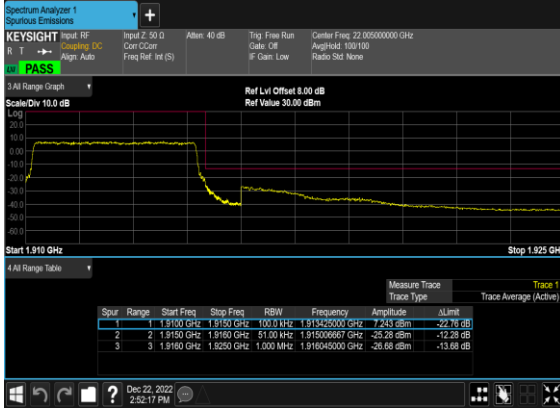 Spectrum Analyzer 1
Spurious Emissions
+
KEYSIGHT Input: RF Input Z: 50 Ω Atten: 40 dB Trig: Free Run Center Freq: 22.005000000 GHz
R T Coupling: DC Corr CCorr Gate: Off Avg|Hold: 100/100
Align: Auto Freq Ref: Int (S) IF Gain: Low Radio Std: None
PASS
3 All Range Graph
Ref Lvl Offset 8.00 dB
Scale/Div 10.0 dB Ref Value 30.00 dBm
Log
20.0
10.0
0.00
-10.0
-20.0
-30.0
-40.0
-50.0
-60.0
Start 1.910 GHz Stop 1.925 GH
4 All Range Table
Measure Trace Trace 1
Trace Type Trace Average (Active)
Spur Range Start Freq Stop Freq RBW Frequency Amplitude ΔLimit
1 1 1.9100 GHz 1.9150 GHz 100.0 kHz 1.913425000 GHz 7.243 dBm -22.76 dB
2 2 1.9150 GHz 1.9160 GHz 51.00 kHz 1.915006667 GHz -25.28 dBm -12.28 dB
3 3 1.9160 GHz 1.9250 GHz 1.000 MHz 1.916045000 GHz -26.68 dBm -13.68 dB
?
Dec 22, 2022
2:52:17 PM